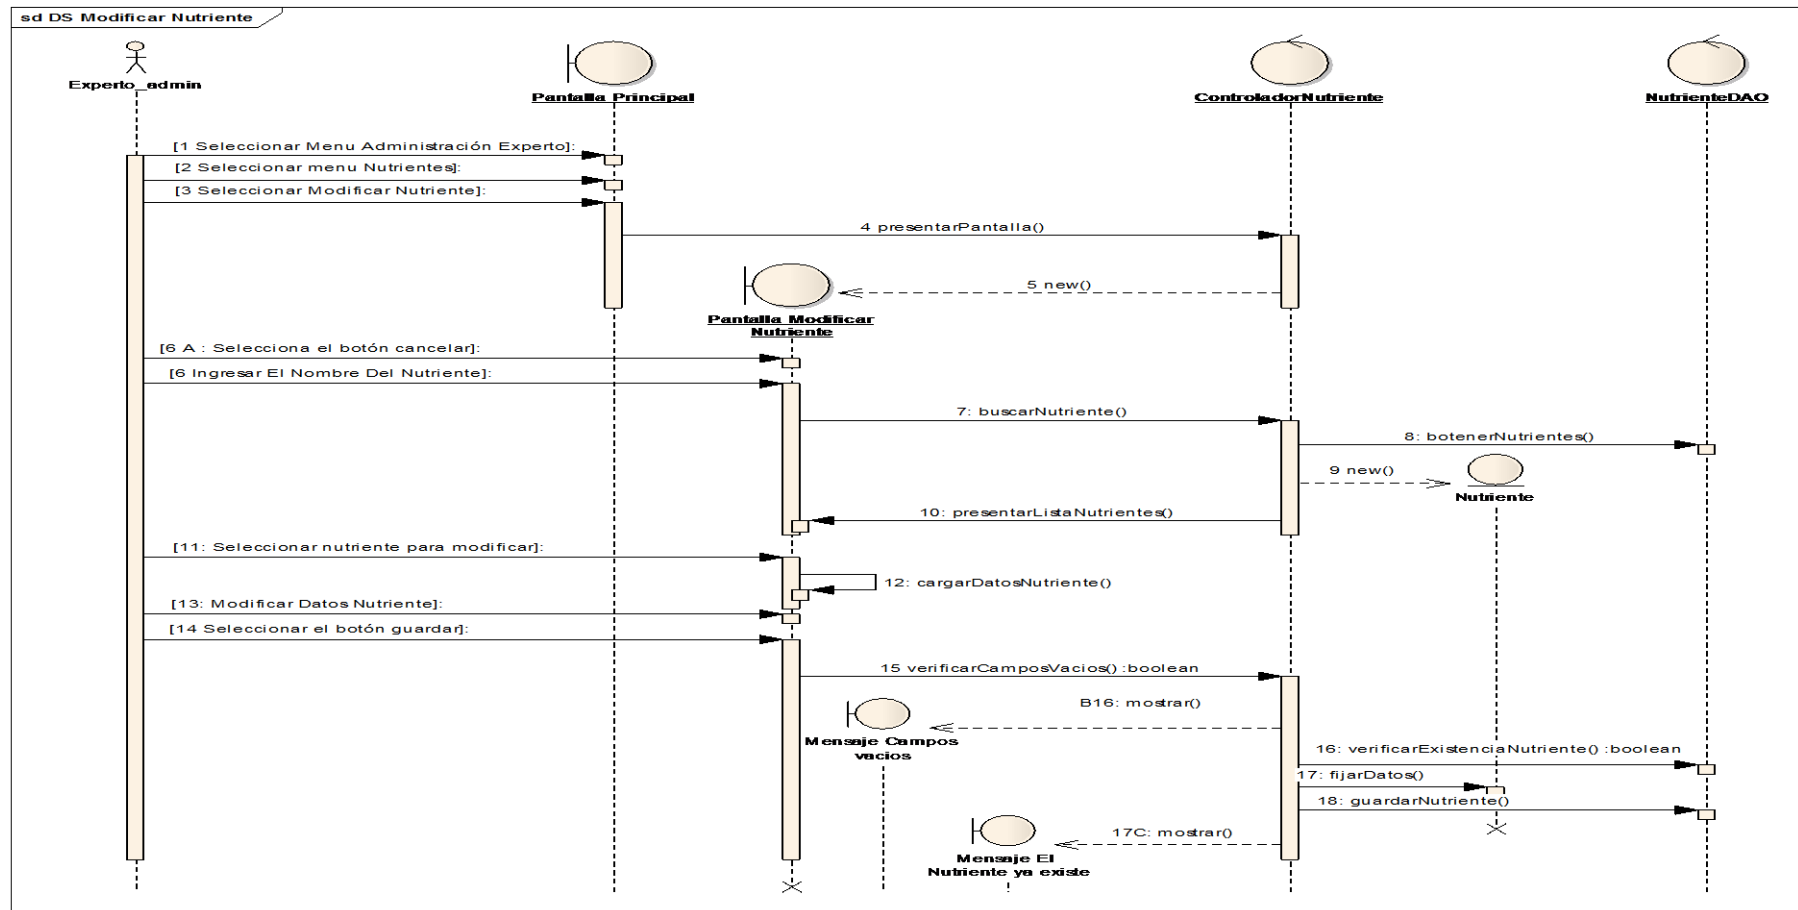 sd DS Modificar Nutriente
Experto_admin
Pantalla Principal
ControladorNutriente
NutrienteDAO
[1 Seleccionar Menu Administración Experto]:
[2 Seleccionar menu Nutrientes]:
[3 Seleccionar Modificar Nutriente]:
4 presentarPantalla()
5 new()
Pantalla Modificar
Nutriente
[6 A : Selecciona el botón cancelar]:
[6 Ingresar El Nombre Del Nutriente]:
7: buscarNutriente()
8: botenerNutrientes()
9 new()
Nutriente
10: presentarListaNutrientes()
[11: Seleccionar nutriente para modificar]:
12: cargarDatosNutriente()
[13: Modificar Datos Nutriente]:
[14 Seleccionar el botón guardar]:
15 verificarCamposVacios() :boolean
B16: mostrar()
Mensaje Campos
vacios
16: verificarExistenciaNutriente() :boolean
17: fijarDatos()
18: guardarNutriente()
17C: mostrar()
Mensaje El
Nutriente ya existe